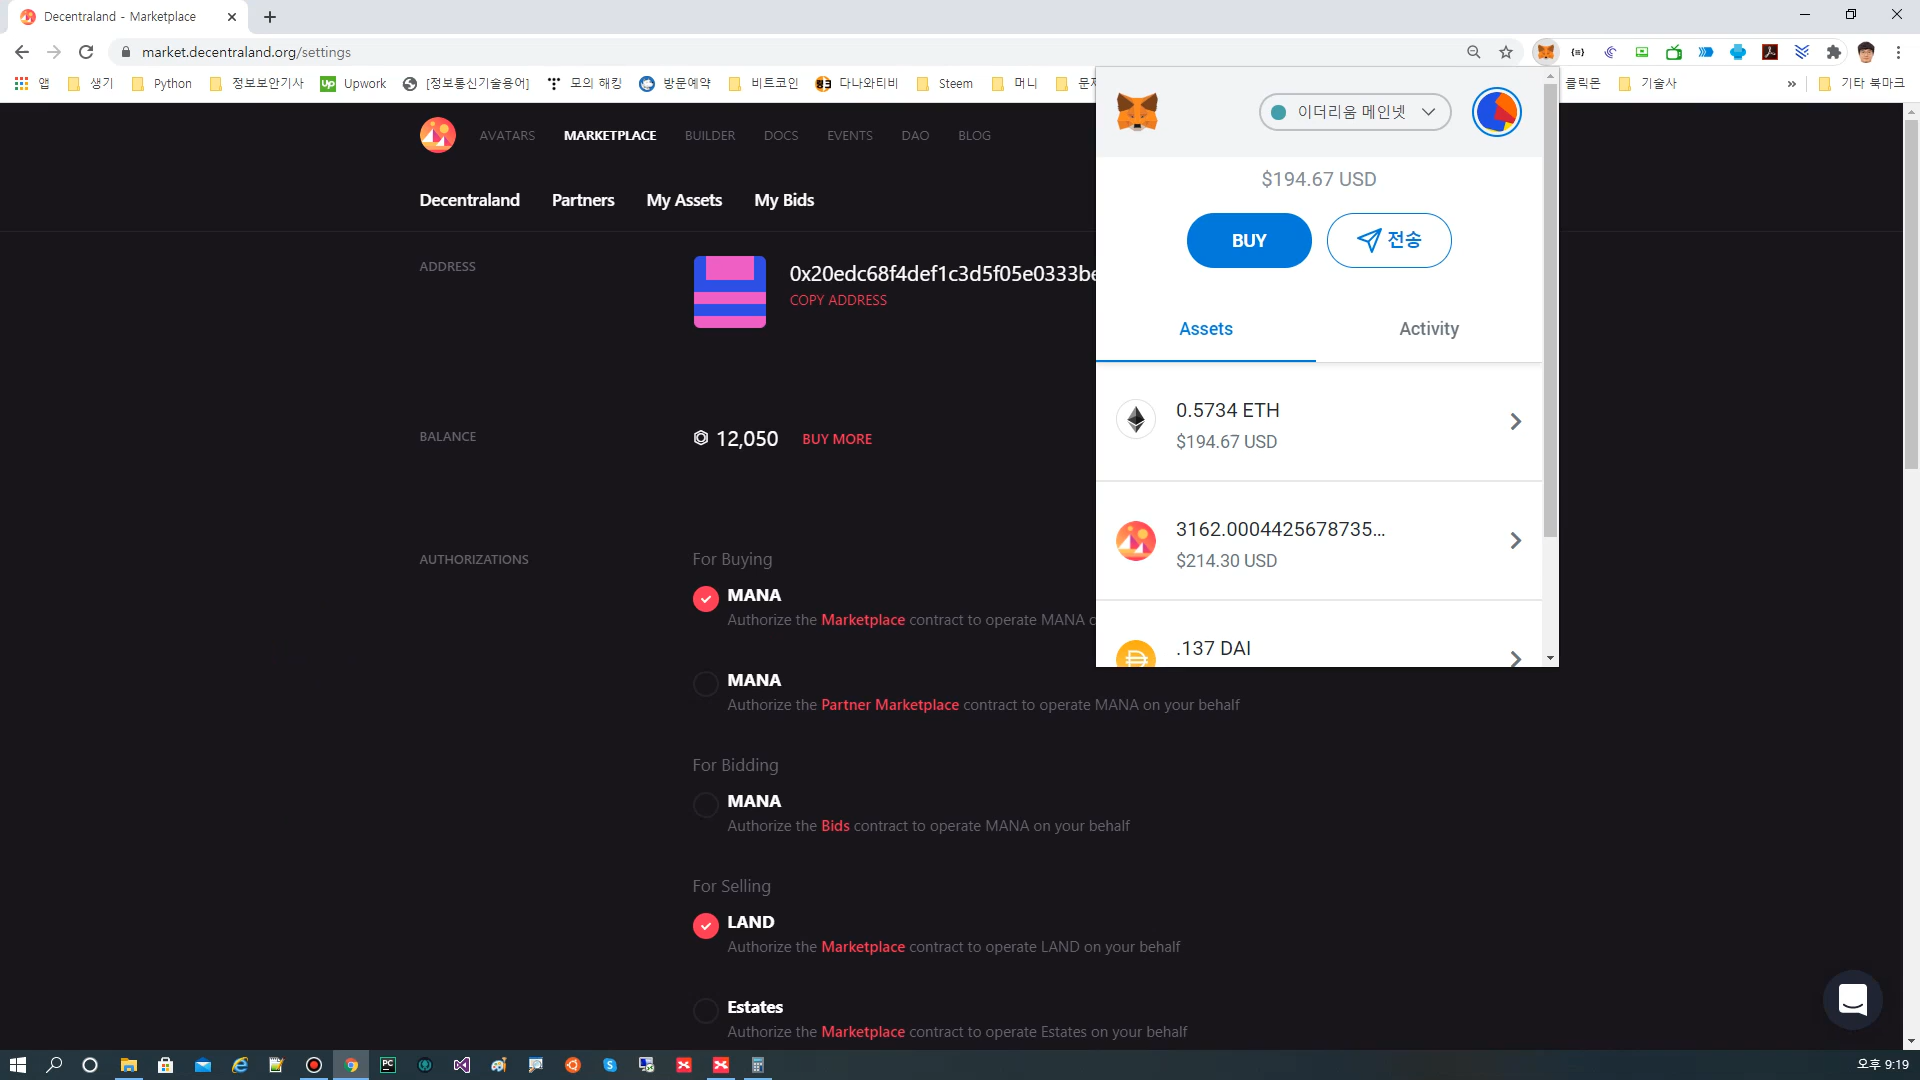 Decentraland - Marketplace
market.decentraland.org/settings
앱 생기 Python 정보보안기사 Up Upwork [정보통신기술용어] 모의 해킹 방문예약 비트코인 다나와티비 Steem 머니 클릭몬 기술사 » 기타 북마크
AVATARS MARKETPLACE BUILDER DOCS EVENTS DAO BLOG
Decentraland Partners My Assets My Bids
ADDRESS
0x20edc68f4def1c3d5f05e0333be
COPY ADDRESS
BALANCE
12,050 BUY MORE
AUTHORIZATIONS
For Buying
MANA
Authorize the Marketplace contract to operate MANA
MANA
Authorize the Partner Marketplace contract to operate MANA on your behalf
For Bidding
MANA
Authorize the Bids contract to operate MANA on your behalf
For Selling
LAND
Authorize the Marketplace contract to operate LAND on your behalf
Estates
Authorize the Marketplace contract to operate Estates on your behalf
이더리움 메인넷
$194.67 USD
BUY 전송
Assets Activity
0.5734 ETH
$194.67 USD
3162.0004425678735...
$214.30 USD
.137 DAI
PC
오후 9:19